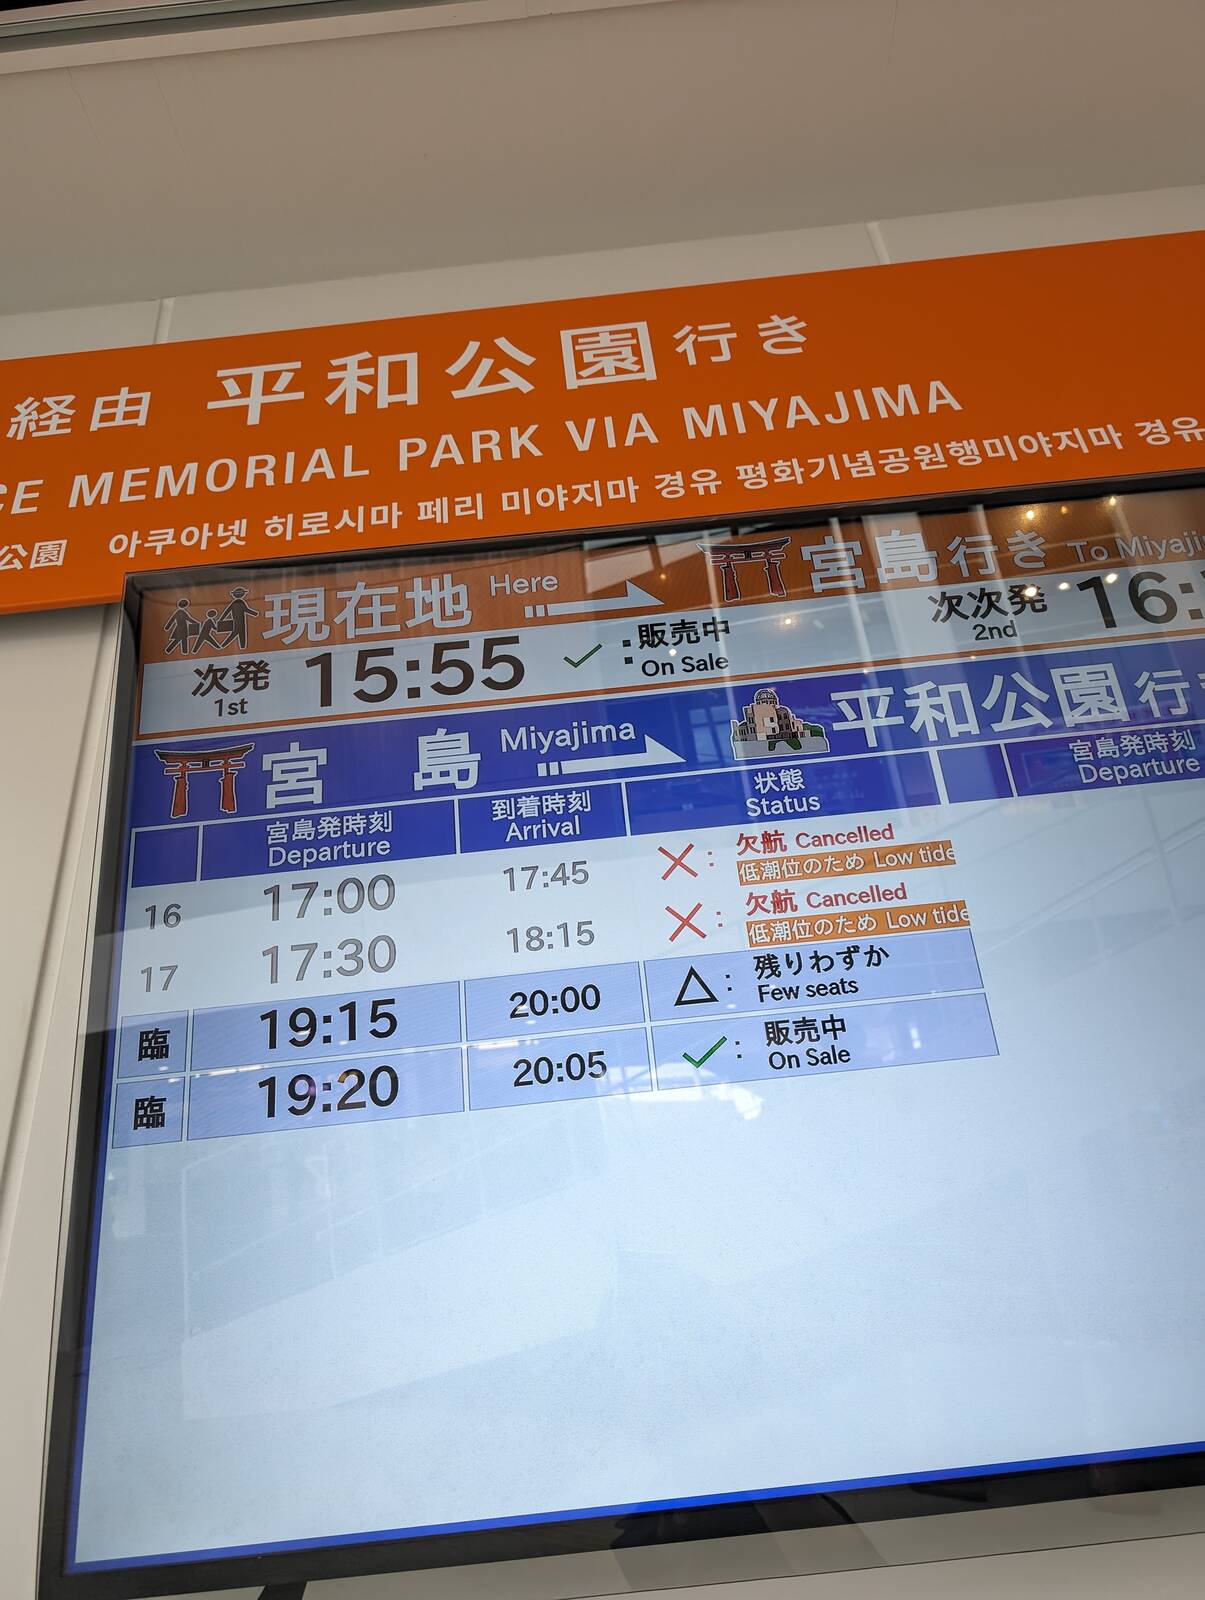 経由 平和公園行き
CE MEMORIAL PARK VIA MIYAJIMA
公園 아쿠아넷 히로시마 페리 미야지마 경유 평화기념공원행미야지마 경유
現在地 Here 宮島行き To Miyaji
次発 1st 15:55 ✓ : 販売中 On Sale 次次発 2nd 16:
宮島 Miyajima 平和公園行き
宮島発時刻 Departure 到着時刻 Arrival 状態 Status 宮島発時刻 Departure
16 17:00 17:45 × : 欠航 Cancelled
低潮位のため Low tide
17 17:30 18:15 × : 欠航 Cancelled
低潮位のため Low tide
臨 19:15 20:00 △ : 残りわずか Few seats
臨 19:20 20:05 ✓ : 販売中 On Sale